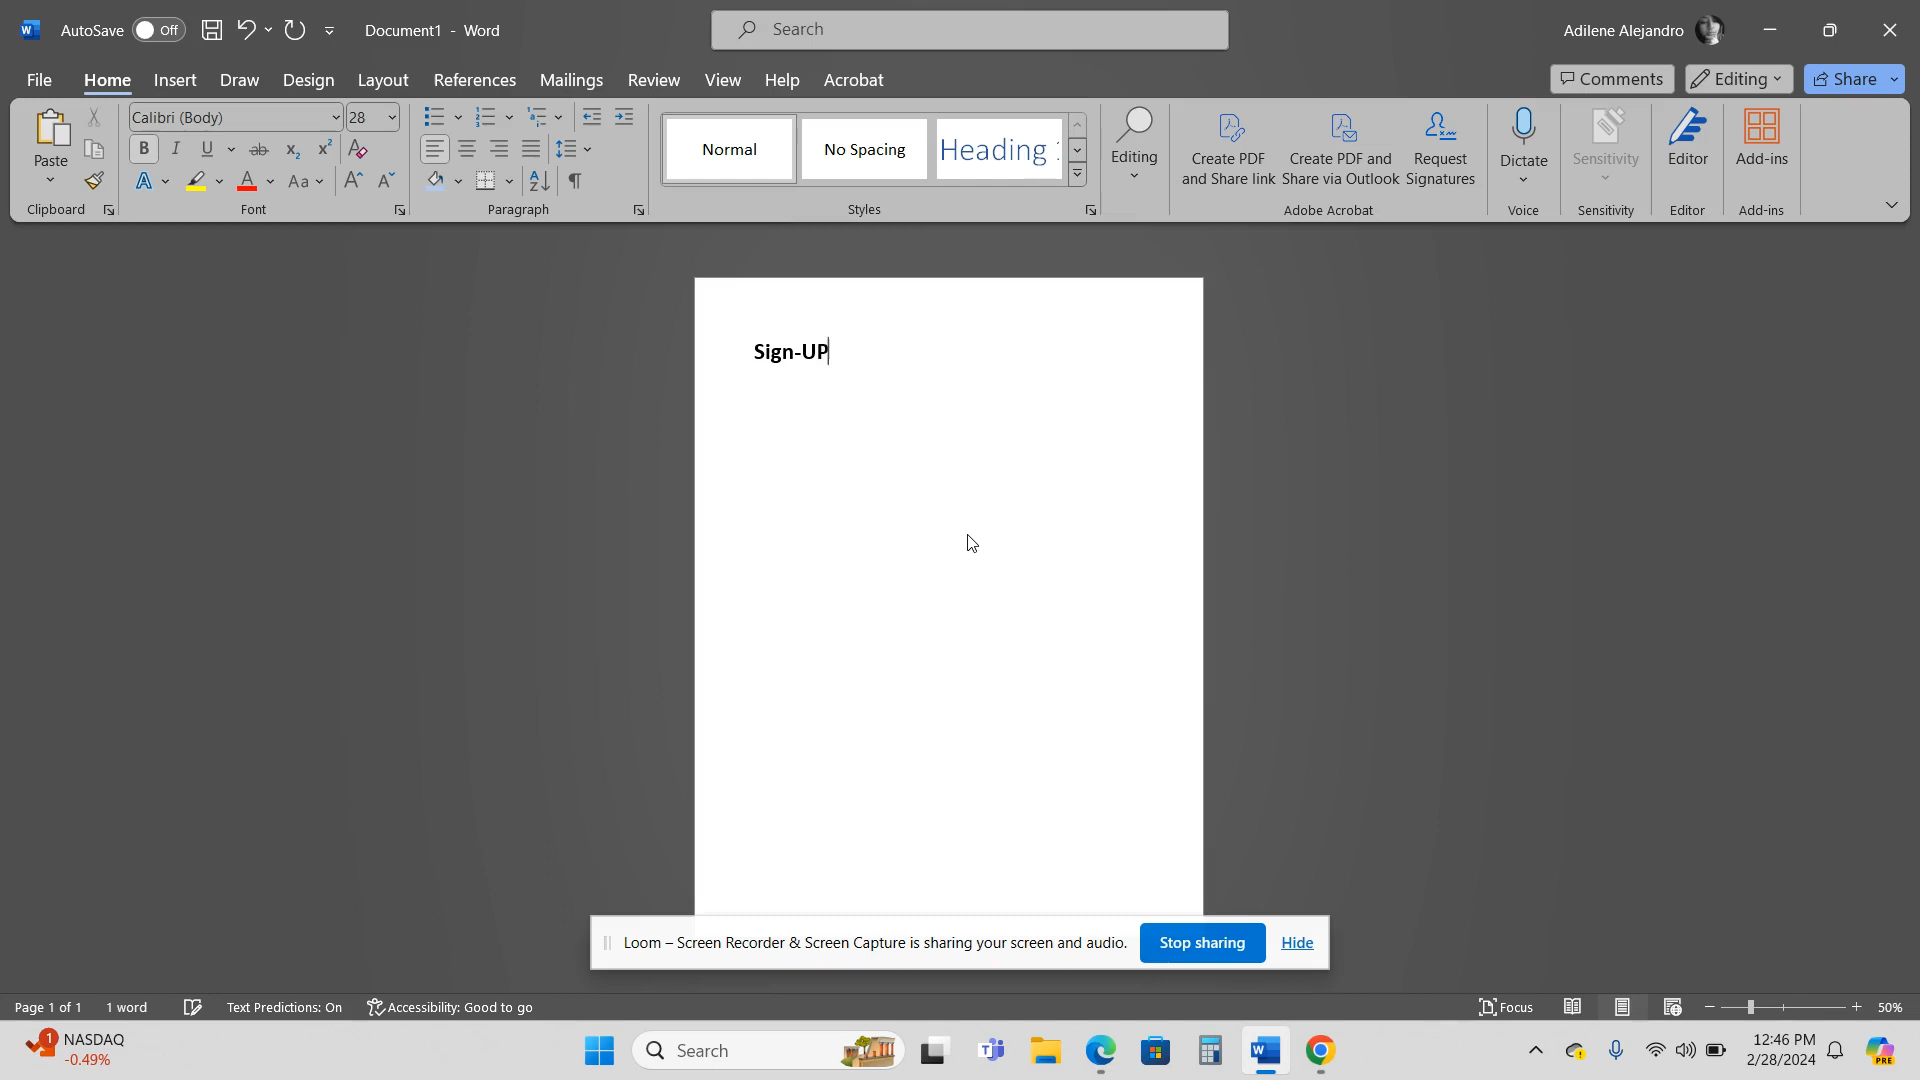 AutoSave Off Document1 - Word Search Adilene Alejandro
File Home Insert Draw Design Layout References Mailings Review View Help Acrobat Comments Editing Share
Paste
Clipboard
Calibri (Body) 28
Font
Paragraph
Normal No Spacing Heading
Styles
Editing
Create PDF and Share link
Create PDF and Share via Outlook
Request Signatures
Adobe Acrobat
Dictate
Voice
Sensitivity
Sensitivity
Editor
Editor
Add-ins
Add-ins
Sign-UP
Loom – Screen Recorder & Screen Capture is sharing your screen and audio. Stop sharing Hide
Page 1 of 1 1 word Text Predictions: On Accessibility: Good to go Focus 50%
1 NASDAQ
-0.49%
Search
12:46 PM
2/28/2024
PRE